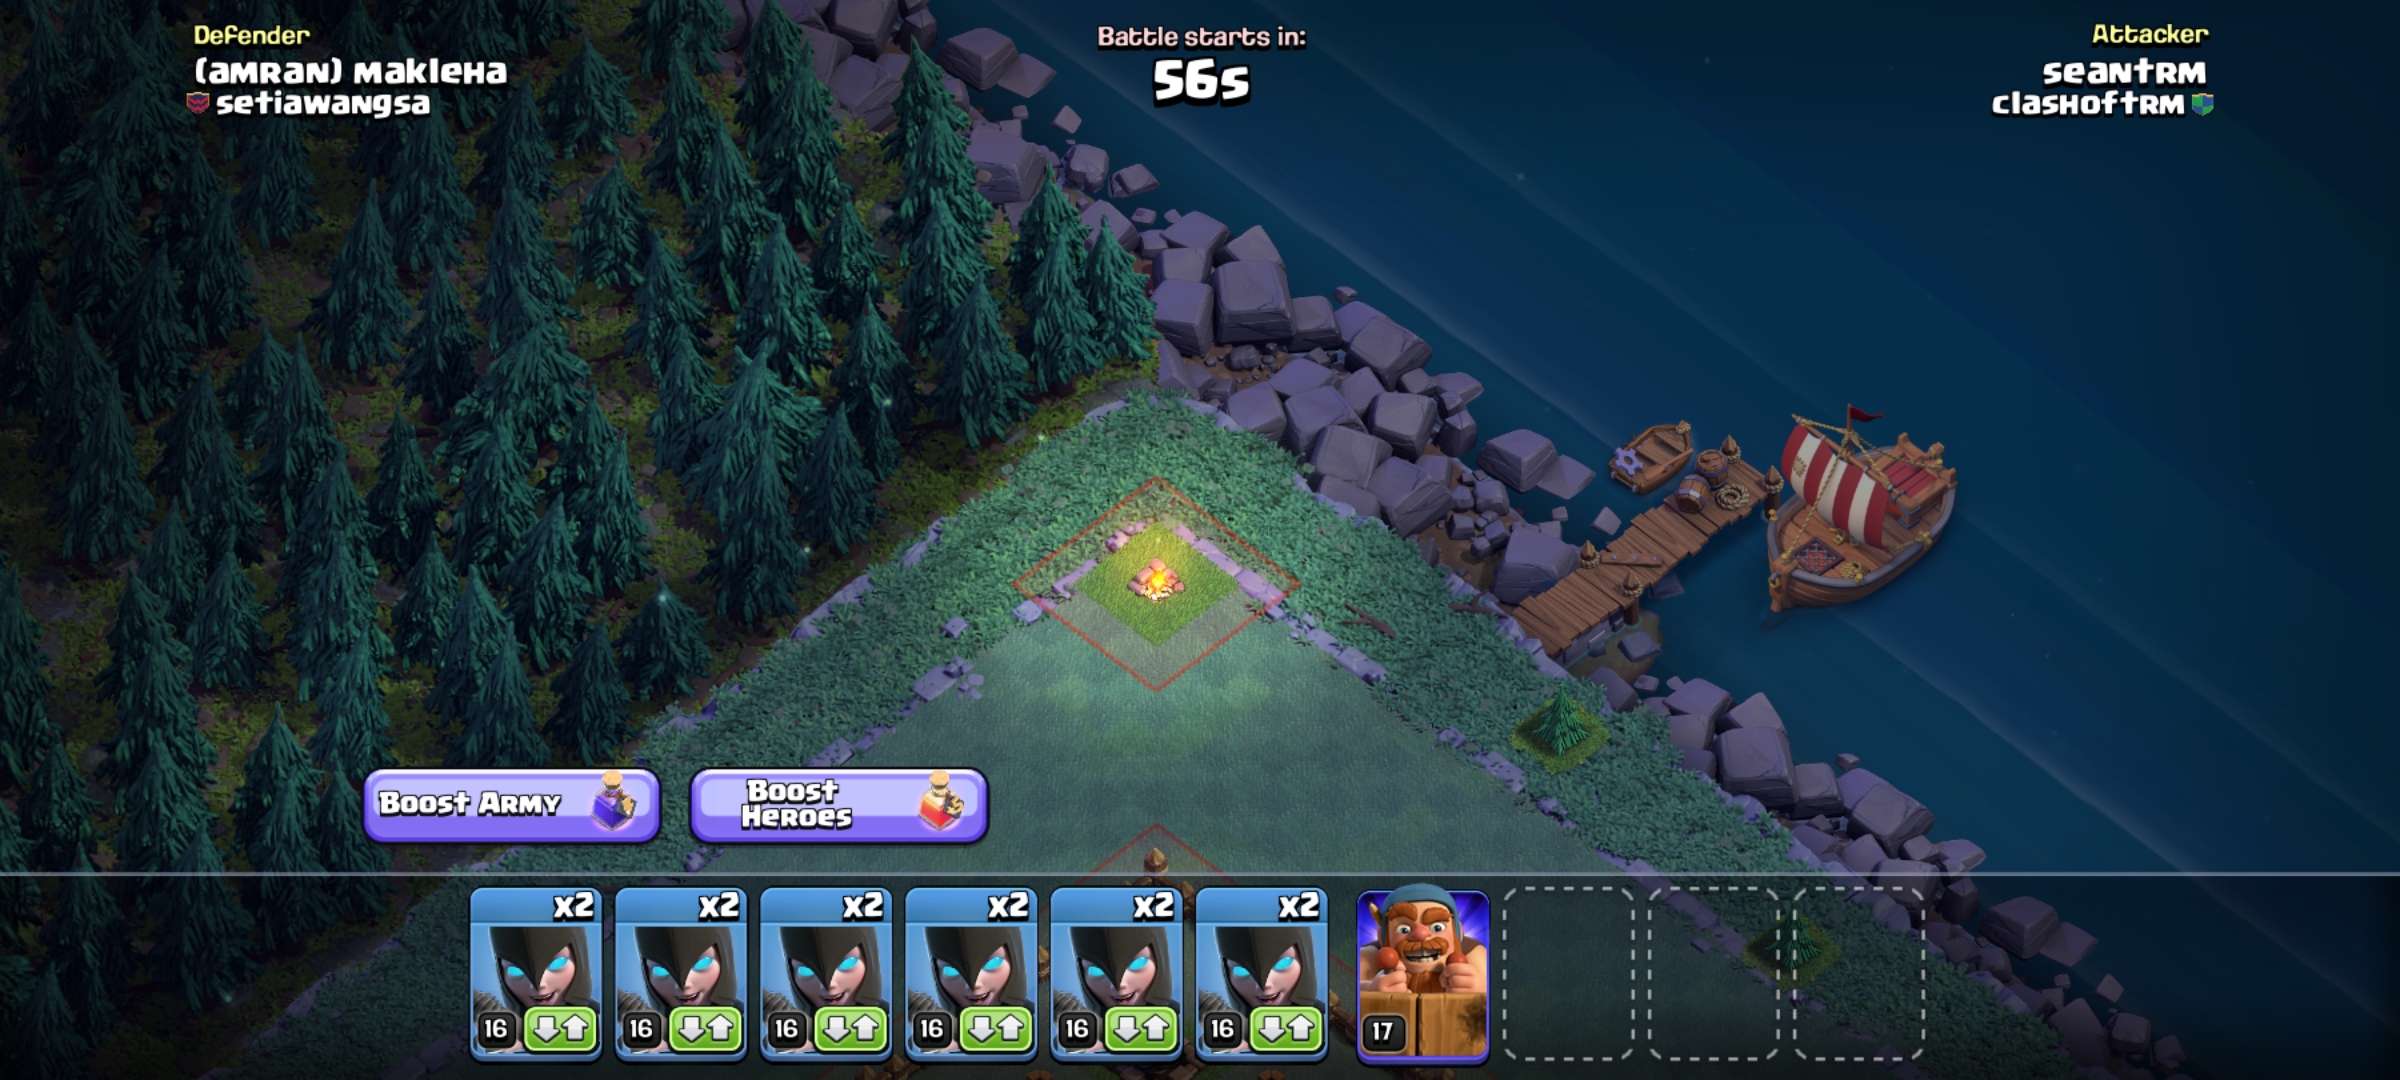 Defender
(AMRAN) MAKLEHA
setiawangsa
Battle starts in:
56s
Attacker
seantRM
clashoftRM
Boost Army
Boost
Heroes
x2
x2
x2
x2
x2
x2
16
16
16
16
16
16
17